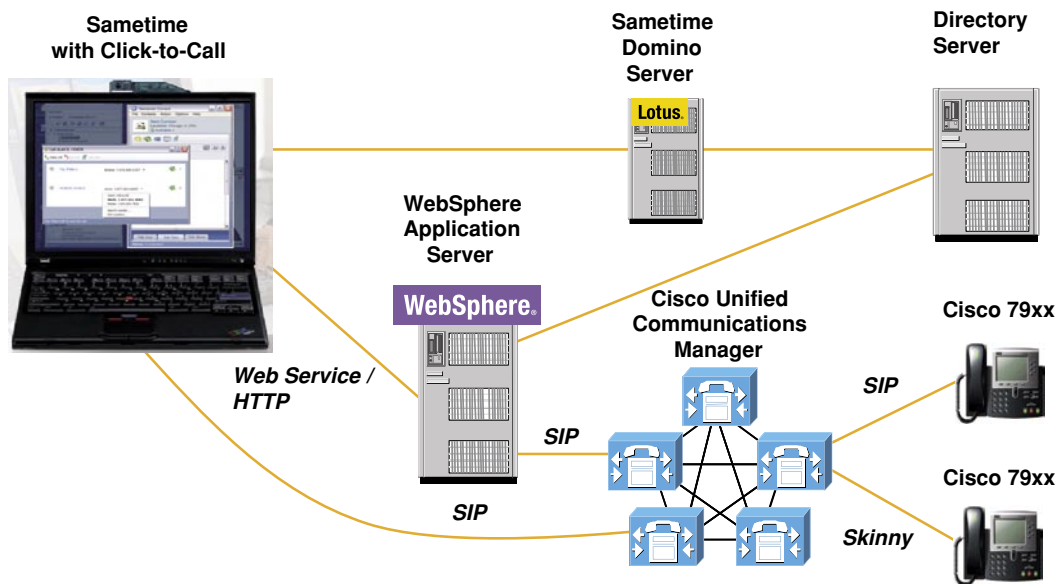 Sametime
with Click-to-Call
Sametime
Domino
Server
Directory
Server
Lotus.
WebSphere
Application
Server
WebSphere®
Cisco Unified
Communications
Manager
Cisco 79xx
Web Service /
HTTP
SIP
SIP
SIP
Cisco 79xx
Skinny